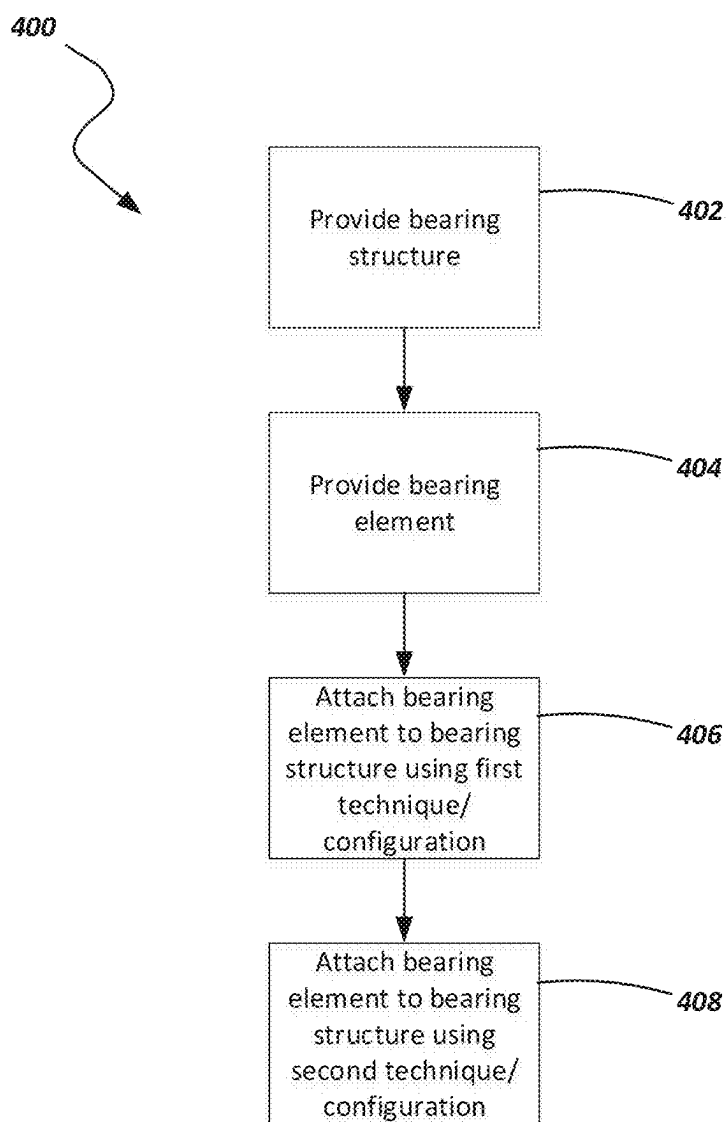 400
Provide bearing
structure
402
Provide bearing
element
404
Attach bearing
element to bearing
structure using first
technique/
configuration
406
Attach bearing
element to bearing
structure using
second technique/
configuration
408